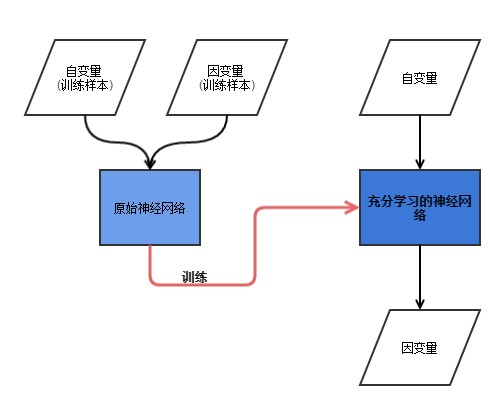 自变量
(训练样本)
因变量
(训练样本)
自变量
原始神经网络
充分学习的神经网
络
训练
因变量